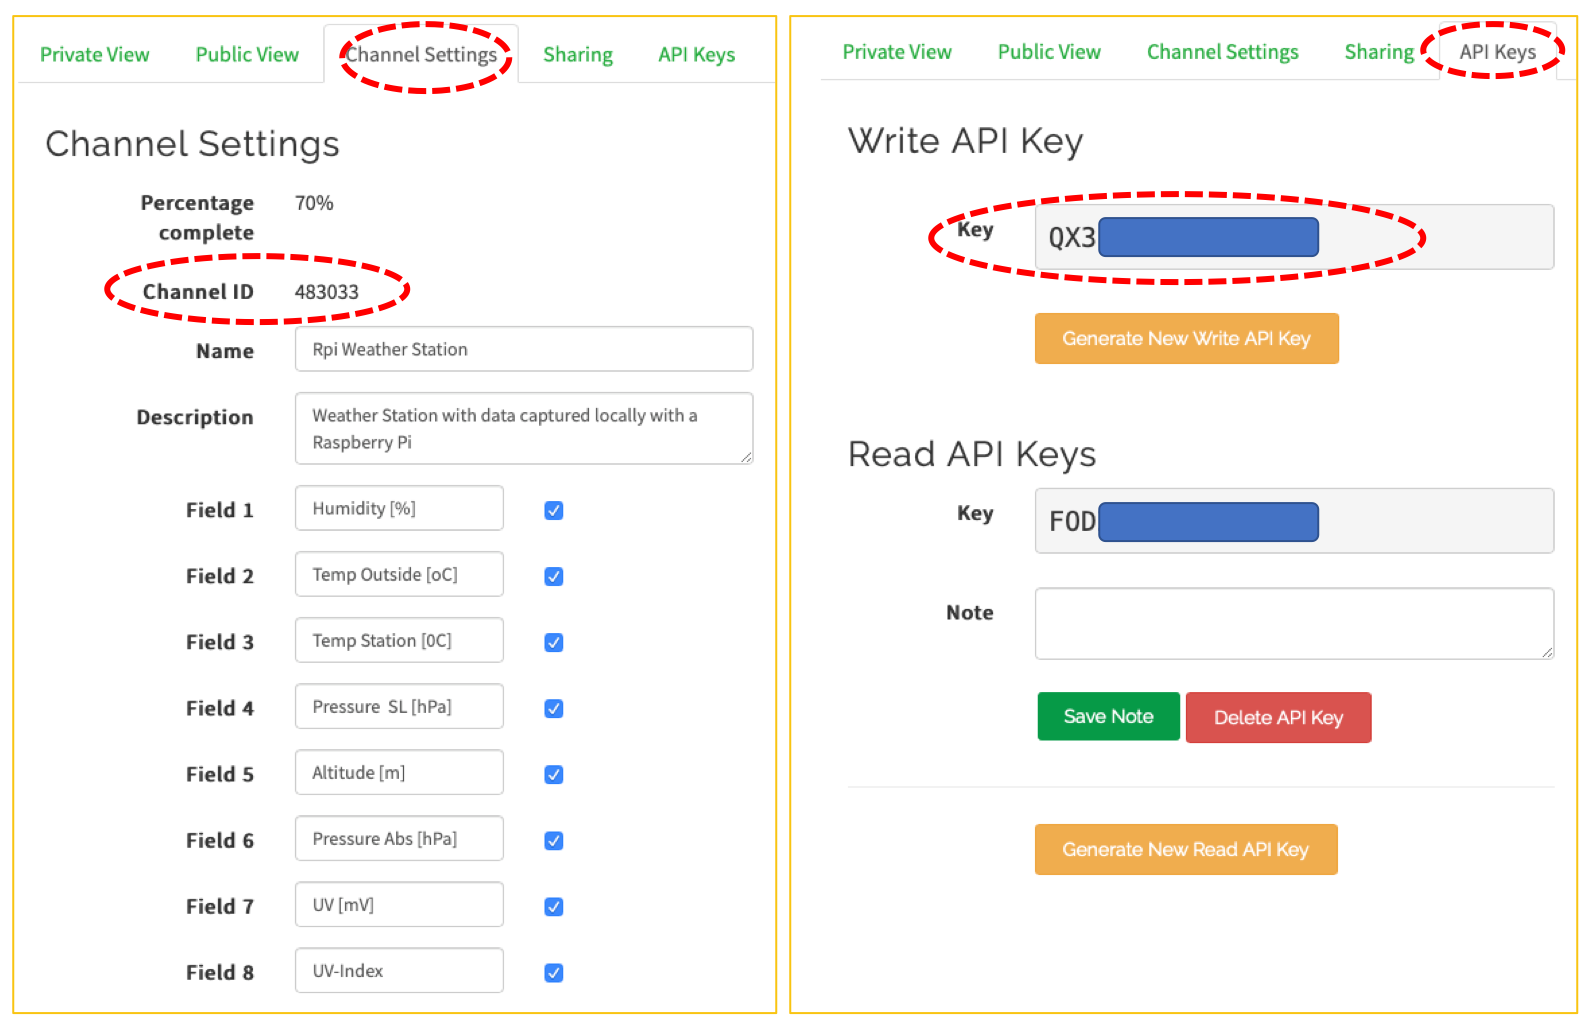 Private View Public View Channel Settings Sharing API Keys
Channel Settings
Percentage complete 70%
Channel ID 483033
Name Rpi Weather Station
Description Weather Station with data captured locally with a
Raspberry Pi
Field 1 Humidity [%]
Field 2 Temp Outside [oC]
Field 3 Temp Station [0C]
Field 4 Pressure  SL [hPa]
Field 5 Altitude [m]
Field 6 Pressure Abs [hPa]
Field 7 UV [mV]
Field 8 UV-Index
Private View Public View Channel Settings Sharing API Keys
Write API Key
Key QX3
Generate New Write API Key
Read API Keys
Key FOD
Note
Save Note Delete API Key
Generate New Read API Key